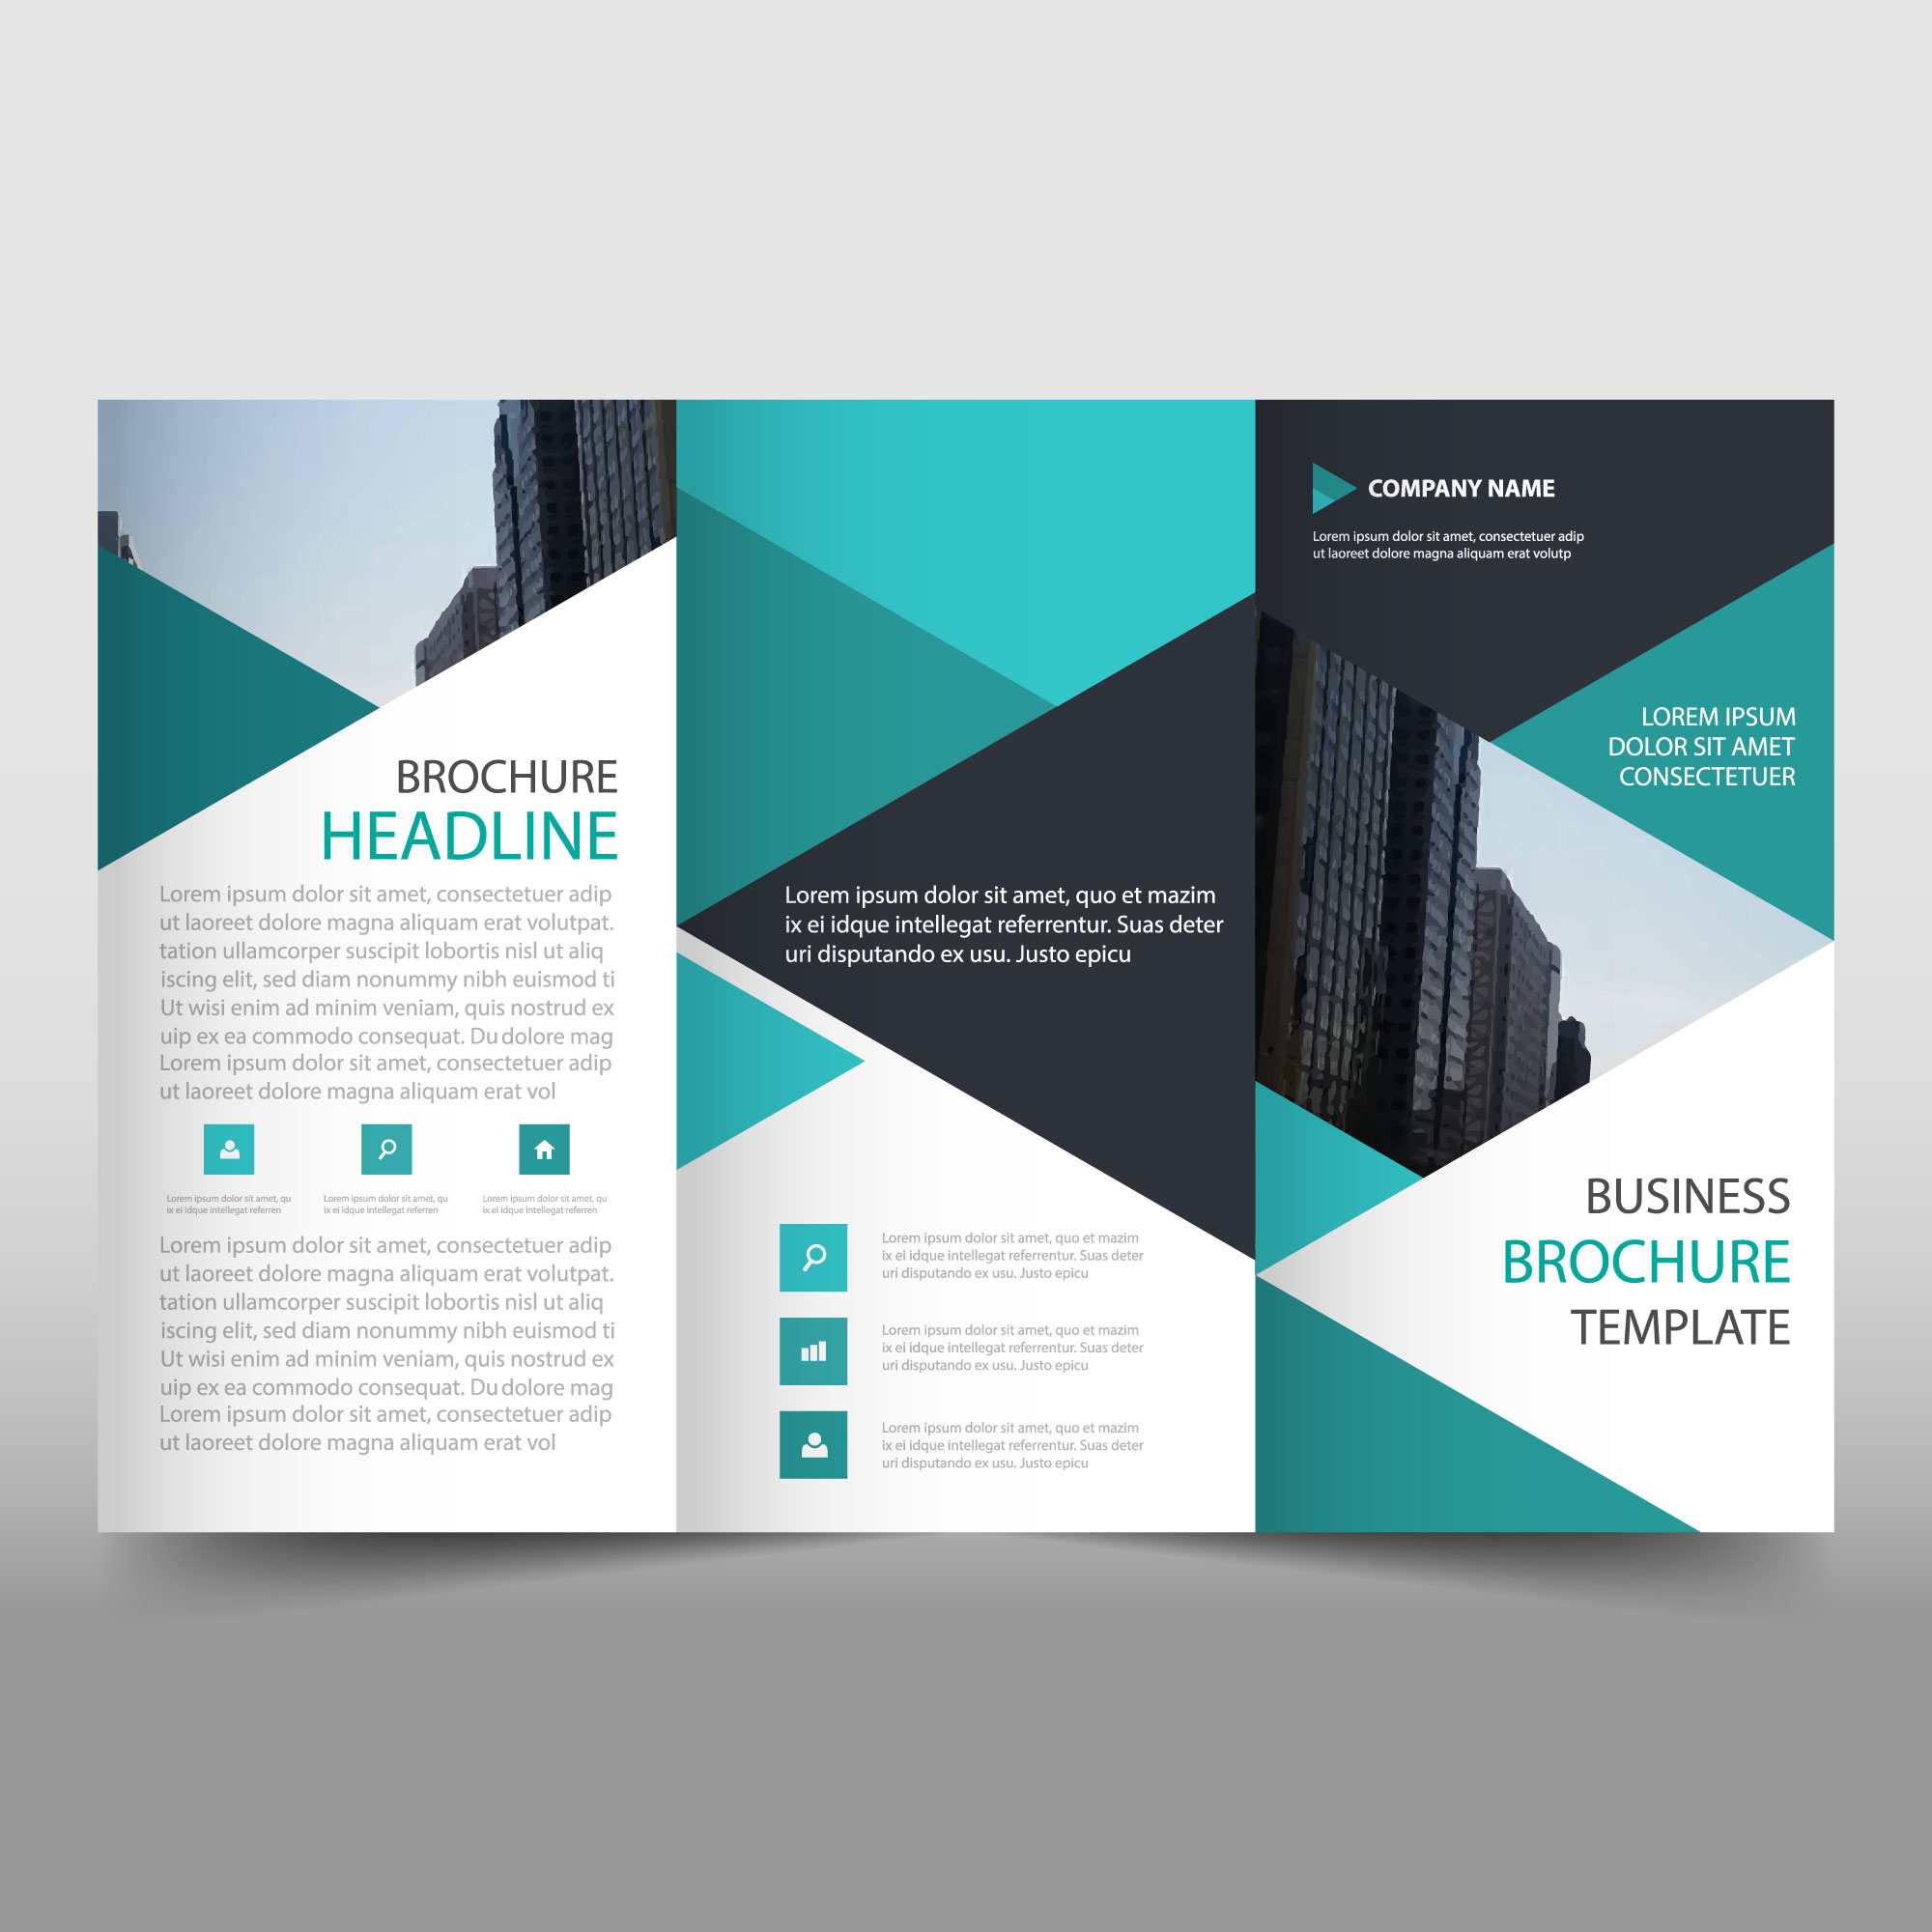 BROCHURE
HEADLINE
Lorem ipsum dolor sit amet, consectetuer adip
ut laoreet dolore magna aliquam erat volutpat.
tation ullamcorper suscipit lobortis nisl ut aliq
iscing elit, sed diam nonummy nibh euismod ti
Ut wisi enim ad minim veniam, quis nostrud ex
uip ex ea commodo consequat. Du dolore mag
Lorem ipsum dolor sit amet, consectetuer adip
ut laoreet dolore magna aliquam erat vol
Lorem ipsum dolor sit amet, qu
ix ei idque intellegat referren
Lorem ipsum dolor sit amet, qu
ix ei idque intellegat referren
Lorem ipsum dolor sit amet, qu
ix ei idque intellegat referren
Lorem ipsum dolor sit amet, consectetuer adip
ut laoreet dolore magna aliquam erat volutpat.
tation ullamcorper suscipit lobortis nisl ut aliq
iscing elit, sed diam nonummy nibh euismod ti
Ut wisi enim ad minim veniam, quis nostrud ex
uip ex ea commodo consequat. Du dolore mag
Lorem ipsum dolor sit amet, consectetuer adip
ut laoreet dolore magna aliquam erat vol
Lorem ipsum dolor sit amet, quo et mazim
ix ei idque intellegat referrentur. Suas deter
uri disputando ex usu. Justo epicu
Lorem ipsum dolor sit amet, quo et mazim
ix ei idque intellegat referrentur. Suas deter
uri disputando ex usu. Justo epicu
Lorem ipsum dolor sit amet, quo et mazim
ix ei idque intellegat referrentur. Suas deter
uri disputando ex usu. Justo epicu
Lorem ipsum dolor sit amet, quo et mazim
ix ei idque intellegat referrentur. Suas deter
uri disputando ex usu. Justo epicu
COMPANY NAME
Lorem ipsum dolor sit amet, consectetuer adip
ut laoreet dolore magna aliquam erat volutp
LOREM IPSUM
DOLOR SIT AMET
CONSECTETUER
BUSINESS
BROCHURE
TEMPLATE